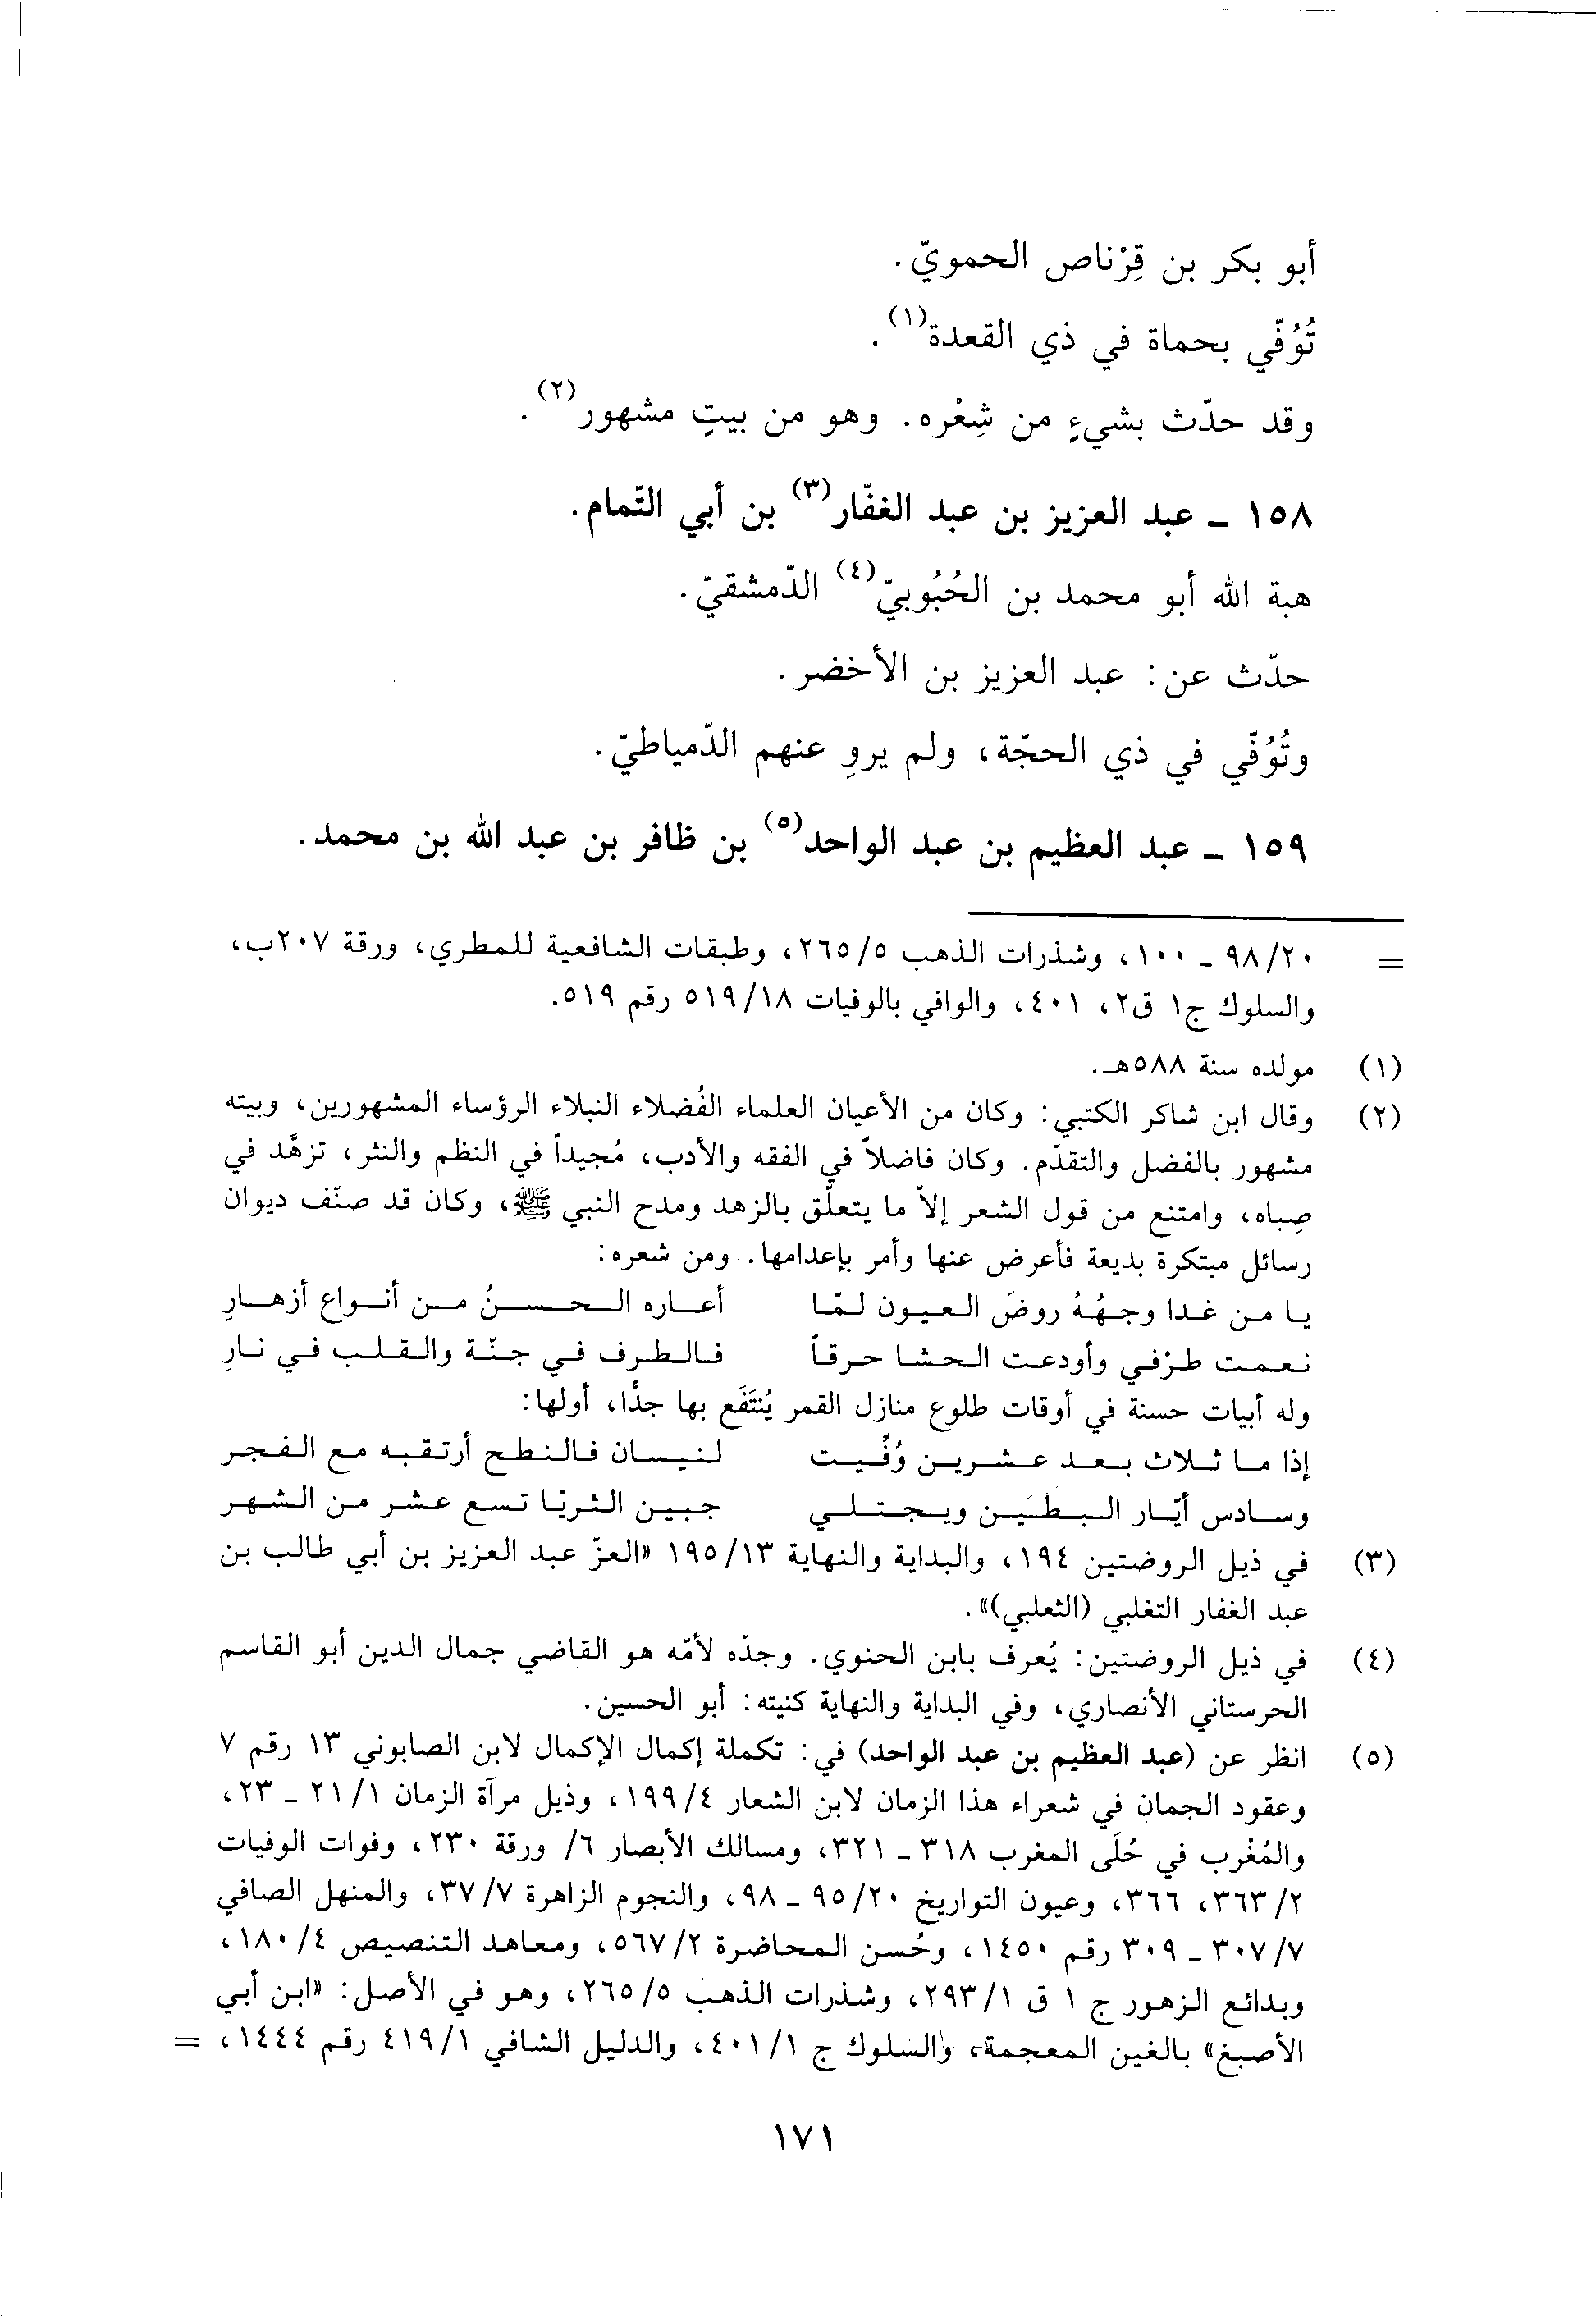 أبو بكر بن قِرْناص الحمويّ.
تُوُفّي بحماة في ذي القعدة(١).
وقد حدّث بشيءٍ من شِعْره. وهو من بيتٍ مشهور(٢).
١٥٨ ـ عبد العزيز بن عبد الغفّار(٣) بن أبي التّمام.
هبة الله أبو محمد بن الحُبُوبيّ(٤) الدّمشقيّ.
حدّث عن: عبد العزيز بن الأخضر.
وتُوُفّي في ذي الحجّة، ولم يروِ عنهم الدّمياطيّ.
١٥٩ ـ عبد العظيم بن عبد الواحد(٥) بن ظافر بن عبد الله بن محمد.
= ٩٨/٢٠ ـ ١٠٠، وشذرات الذهب ٢٦٥/٥، وطبقات الشافعية للمطري، ورقة ٢٠٧ب،
والسلوك ج١ ق٢، ٤٠١، والوافي بالوفيات ٥١٩/١٨ رقم ٥١٩.
(١) مولده سنة ٥٨٨هـ.
(٢) وقال ابن شاكر الكتبي: وكان من الأعيان العلماء الفُضلاء النبلاء الرؤساء المشهورين، وبيته
مشهور بالفضل والتقدّم. وكان فاضلاً في الفقه والأدب، مُجيداً في النظم والنثر، تزهَّد في
صِباه، وامتنع من قول الشعر إلاّ ما يتعلّق بالزهد ومدح النبي ﷺ، وكان قد صنّف ديوان
رسائل مبتكرة بديعة فأعرض عنها وأمر بإعدامها. ومن شعره:
يا من غدا وجهُهُ روضَ العيون لمّا أعاره الحسنُ من أنواع أزهارِ
نعمت طرْفي وأودعت الحشا حرقاً فالطرف في جنّة والقلب في نارِ
وله أبيات حسنة في أوقات طلوع منازل القمر يُنتَفَع بها جدًّا، أولها:
إذا ما ثلاث بعد عشرين وُفِّيت لنيسان فالنطح أرتقبه مع الفجر
وسادس أيّار البطَين ويجتلي جبين الثريّا تسع عشر من الشهر
(٣) في ذيل الروضتين ١٩٤، والبداية والنهاية ١٩٥/١٣ «العزّ عبد العزيز بن أبي طالب بن
عبد الغفار التغلبي (الثعلبي)».
(٤) في ذيل الروضتين: يُعرف بابن الحنوي. وجدّه لأمّه هو القاضي جمال الدين أبو القاسم
الحرستاني الأنصاري، وفي البداية والنهاية كنيته: أبو الحسين.
(٥) انظر عن (عبد العظيم بن عبد الواحد) في: تكملة إكمال الإكمال لابن الصابوني ١٣ رقم ٧
وعقود الجمان في شعراء هذا الزمان لابن الشعار ١٩٩/٤، وذيل مرآة الزمان ٢١/١ ـ ٢٣،
والمُغْرب في حُلَى المغرب ٣١٨ ـ ٣٢١، ومسالك الأبصار ٦/ ورقة ٢٣٠، وفوات الوفيات
٣٦٣/٢، ٣٦٦، وعيون التواريخ ٩٥/٢٠ ـ ٩٨، والنجوم الزاهرة ٣٧/٧، والمنهل الصافي
٣٠٧/٧ ـ ٣٠٩ رقم ١٤٥٠، وحُسن المحاضرة ٥٦٧/٢، ومعاهد التنصيص ١٨٠/٤،
وبدائع الزهور ج ١ ق ٢٩٣/١، وشذرات الذهب ٢٦٥/٥، وهو في الأصل: «ابن أبي
الأصبغ» بالغين المعجمة، والسلوك ج ٤٠١/١، والدليل الشافي ٤١٩/١ رقم ١٤٤٤، =
١٧١